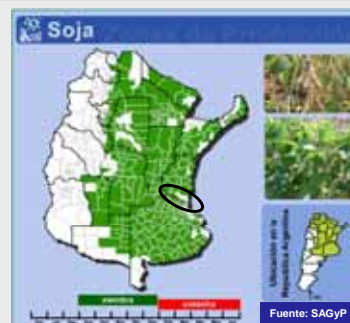 Soja
siembra
cosecha
Ubicación en la
República Argentina
Fuente: SAGyP